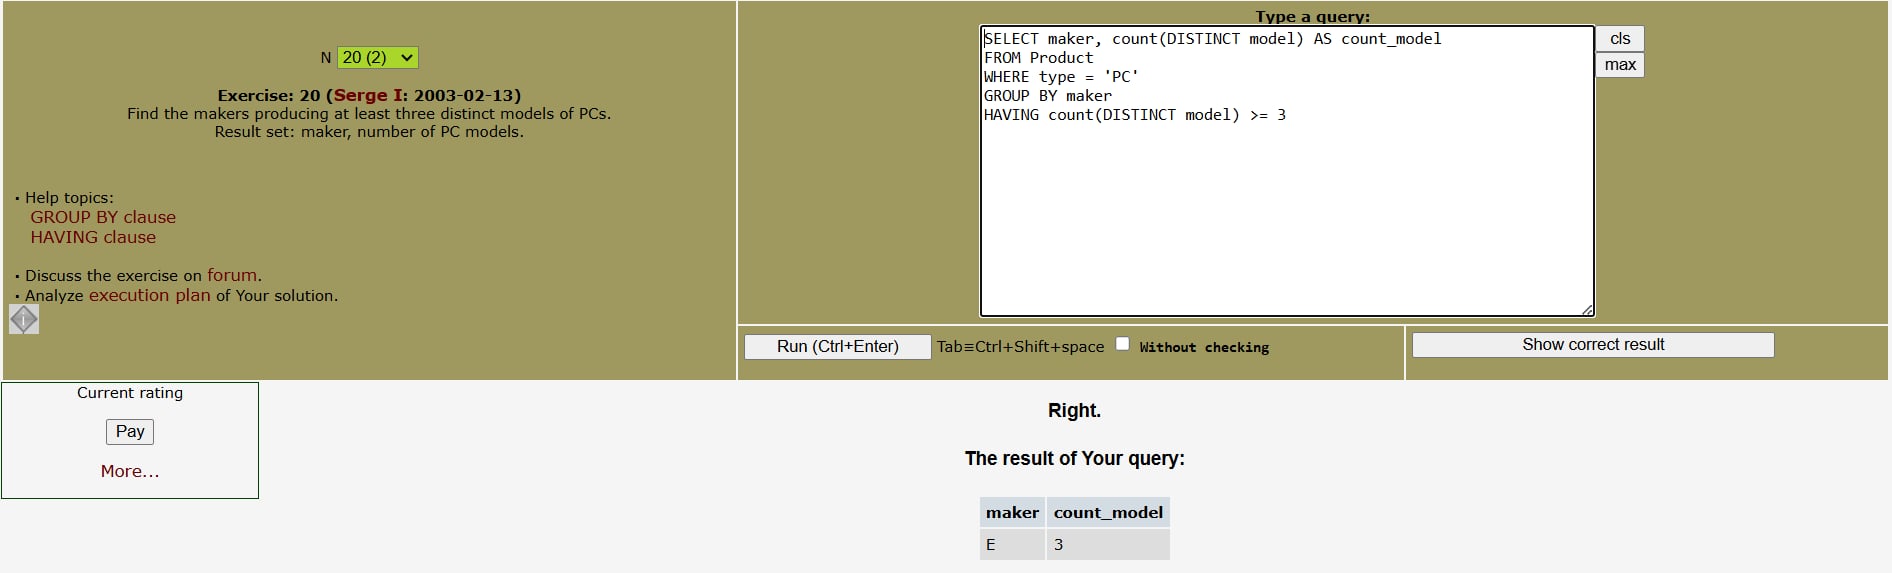 N 20 (2)
Exercise: 20 (Serge I: 2003-02-13)
Find the makers producing at least three distinct models of PCs.
Result set: maker, number of PC models.
· Help topics:
GROUP BY clause
HAVING clause
· Discuss the exercise on forum.
· Analyze execution plan of Your solution.
i
Type a query:
SELECT maker, count(DISTINCT model) AS count_model
FROM Product
WHERE type = 'PC'
GROUP BY maker
HAVING count(DISTINCT model) >= 3
cls
max
Run (Ctrl+Enter) Tab≡Ctrl+Shift+space Without checking
Show correct result
Current rating
Pay
More...
Right.
The result of Your query:
maker count_model
E 3